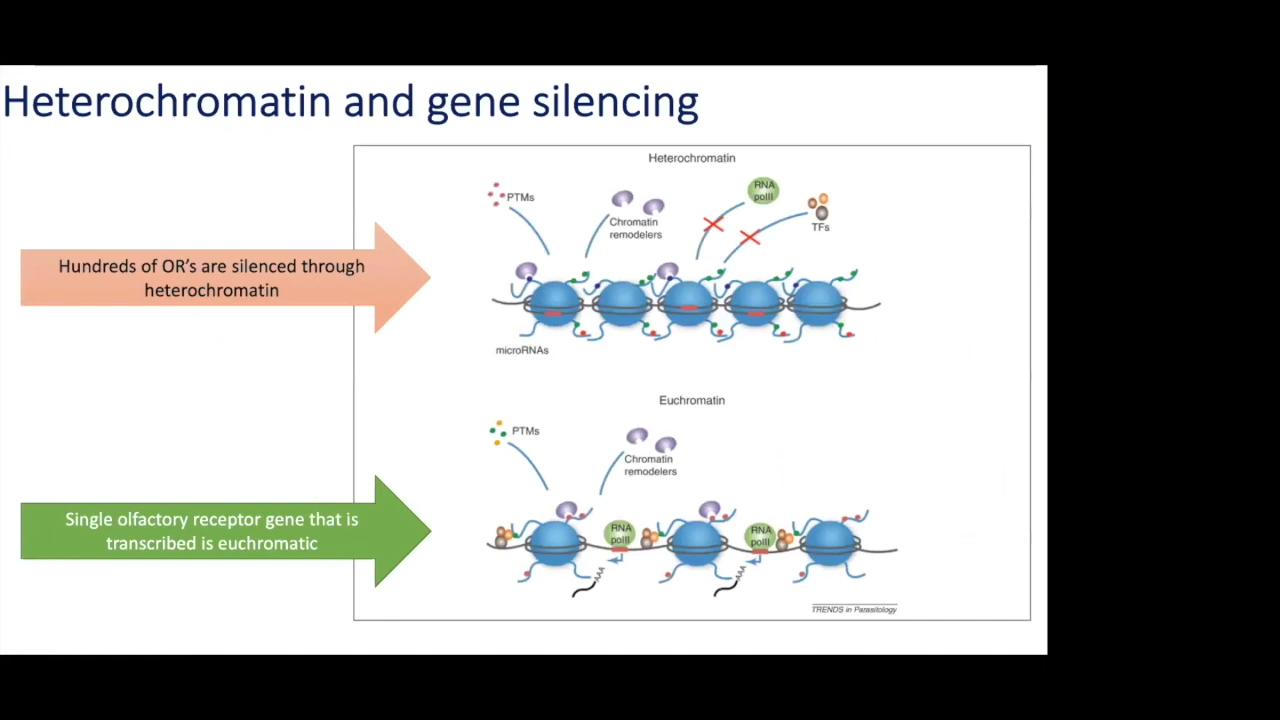 Heterochromatin and gene silencing
Heterochromatin
PTMs
Chromatin
remodelers
RNA
polII
TFs
Hundreds of OR's are silenced through
heterochromatin
microRNAs
Euchromatin
PTMs
Chromatin
remodelers
Single olfactory receptor gene that is
transcribed is euchromatic
RNA
polII
RNA
polII
AAA
AAA
TRENDS in Parasitology